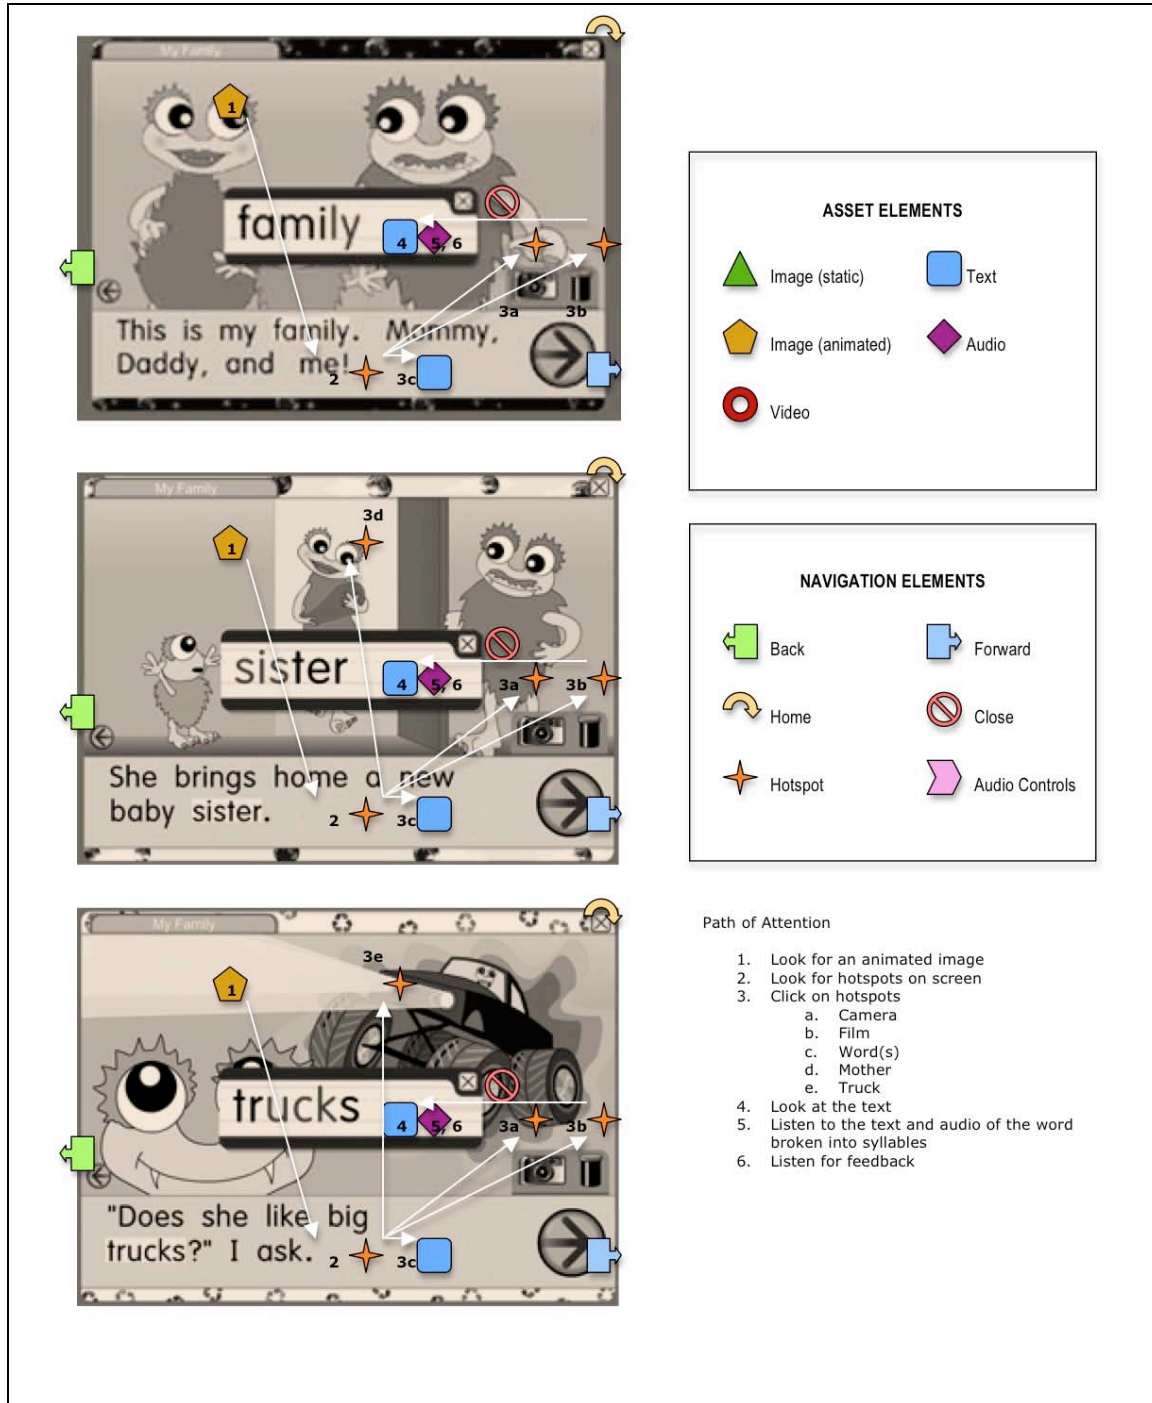 My Family
1
family
4
5, 6
3a
3b
This is my family. Mommy,
Daddy, and me!
2
3c
My Family
3d
1
sister
4
5, 6
3a
3b
She brings home a new
baby sister.
2
3c
My Family
3e
1
trucks
4
5, 6
3a
3b
"Does she like big
trucks?" I ask.
2
3c
ASSET ELEMENTS
Image (static)
Text
Image (animated)
Audio
Video
NAVIGATION ELEMENTS
Back
Forward
Home
Close
Hotspot
Audio Controls
Path of Attention
1. Look for an animated image
2. Look for hotspots on screen
3. Click on hotspots
a. Camera
b. Film
c. Word(s)
d. Mother
e. Truck
4. Look at the text
5. Listen to the text and audio of the word
broken into syllables
6. Listen for feedback